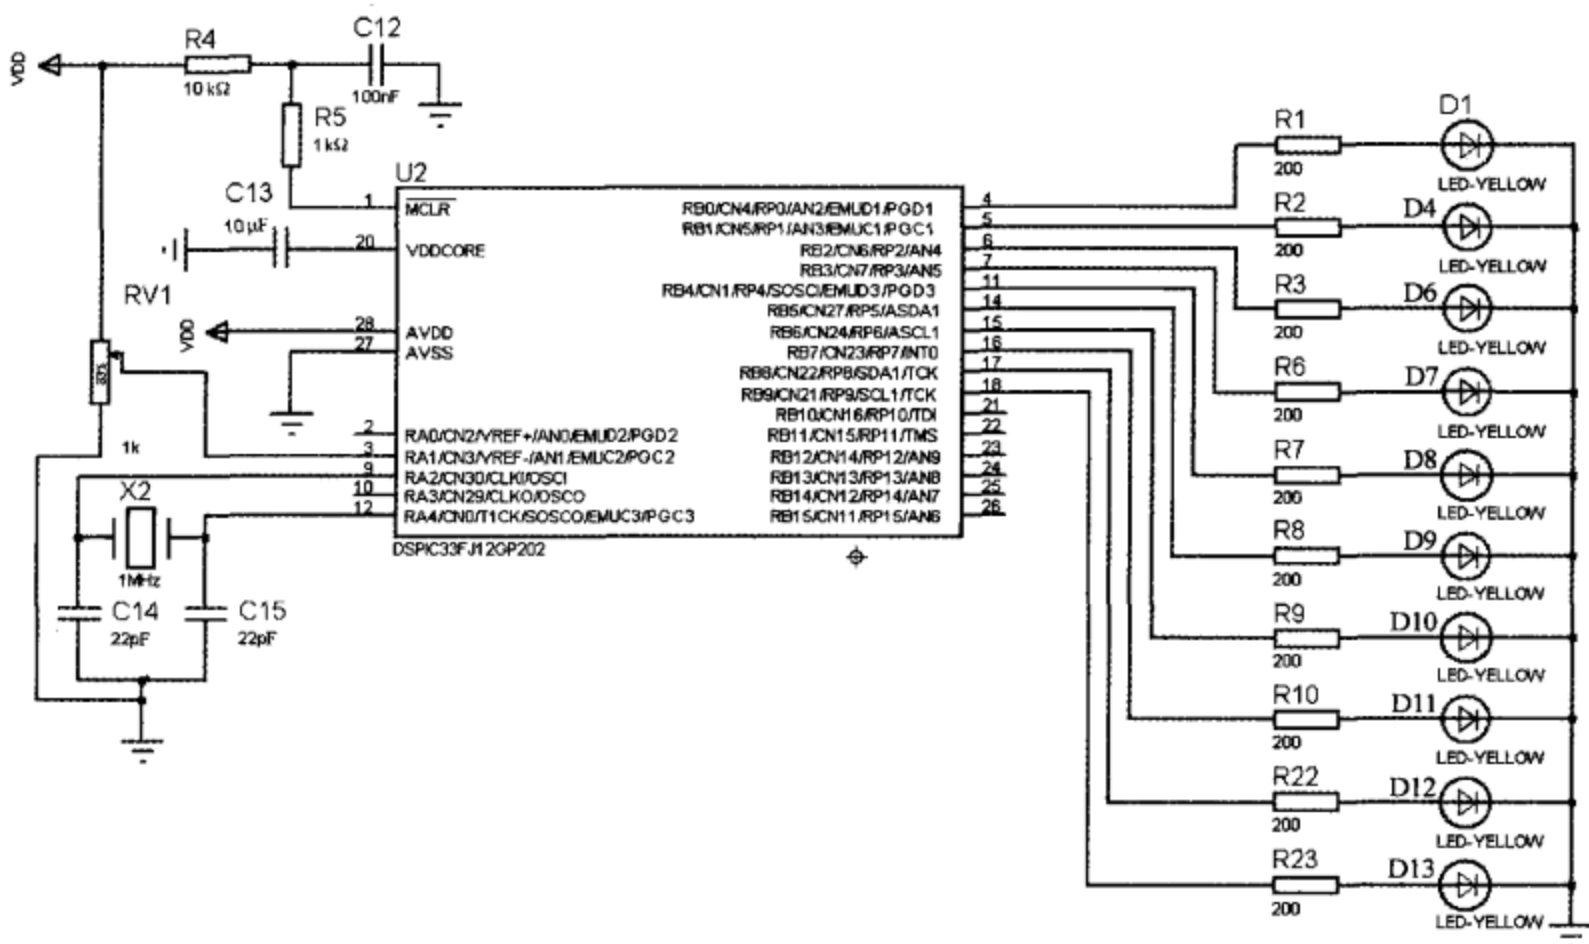 VDD
R4
10 kΩ
C12
100nF
R5
1 kΩ
C13
10 µF
RV1
1k
VDD
X2
1MHz
C14
22pF
C15
22pF
U2
1 MCLR
20 VDDCORE
28 AVDD
27 AVSS
2 RA0/CN2/VREF+/AN0/EMUD2/PGD2
3 RA1/CN3/VREF-/AN1/EMUC2/PGC2
9 RA2/CN30/CLKI/OSCI
10 RA3/CN29/CLKO/OSCO
12 RA4/CN0/T1CK/SOSCO/EMUC3/PGC3
RB0/CN4/RP0/AN2/EMUD1/PGD1 4
RB1/CN5/RP1/AN3/EMUC1/PGC1 5
RB2/CN6/RP2/AN4 6
RB3/CN7/RP3/AN5 7
RB4/CN1/RP4/SOSCI/EMUD3/PGD3 11
RB5/CN27/RP5/ASDA1 14
RB6/CN24/RP6/ASCL1 15
RB7/CN23/RP7/INT0 16
RB8/CN22/RP8/SDA1/TCK 17
RB9/CN21/RP9/SCL1/TCK 18
RB10/CN16/RP10/TDI 21
RB11/CN15/RP11/TMS 22
RB12/CN14/RP12/AN9 23
RB13/CN13/RP13/AN8 24
RB14/CN12/RP14/AN7 25
RB15/CN11/RP15/AN6 26
DSPIC33FJ12GP202
R1 D1
200 LED-YELLOW
R2 D4
200 LED-YELLOW
R3 D6
200 LED-YELLOW
R6 D7
200 LED-YELLOW
R7 D8
200 LED-YELLOW
R8 D9
200 LED-YELLOW
R9 D10
200 LED-YELLOW
R10 D11
200 LED-YELLOW
R22 D12
200 LED-YELLOW
R23 D13
200 LED-YELLOW